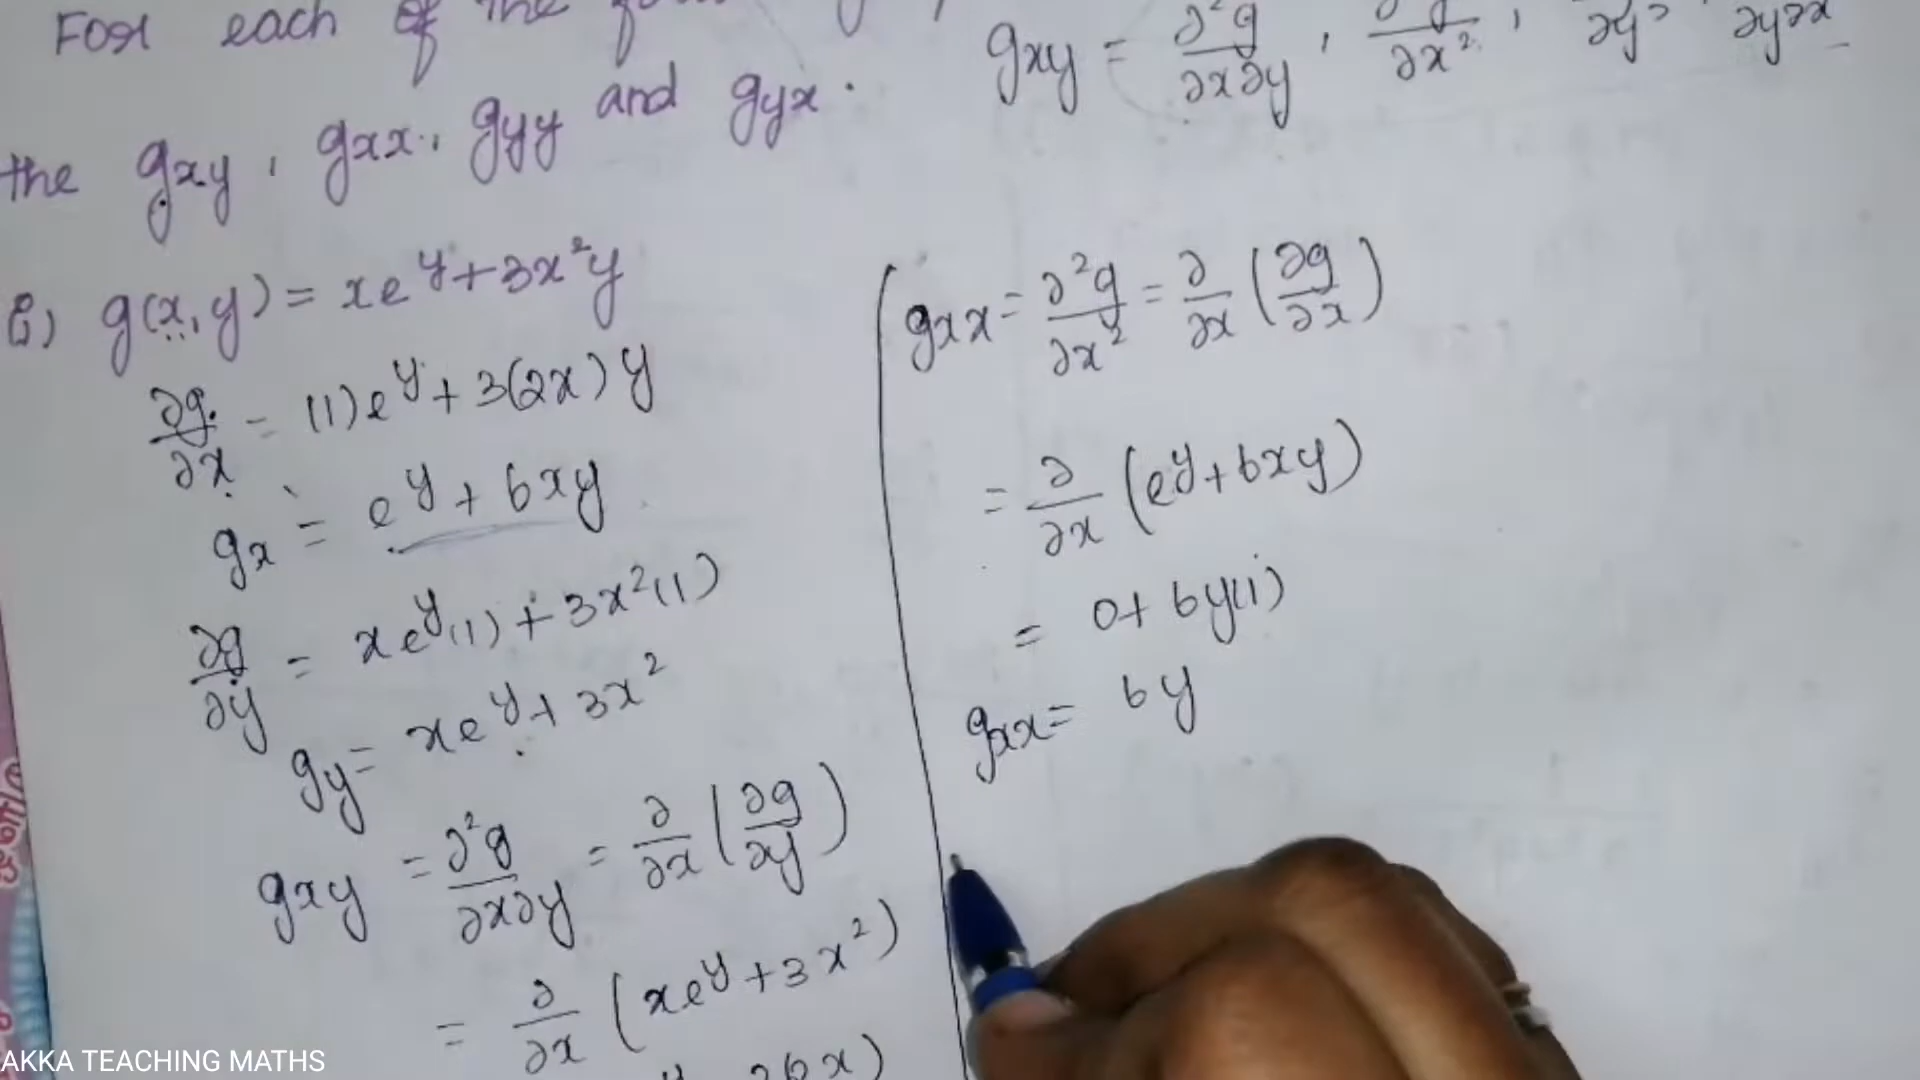 For each of the
the gxy, gxx, gyy and gyx.
B) g(x,y) = xe^y + 3x²y
∂g/∂x = (1)e^y + 3(2x)y
gx = e^y + 6xy
∂g/∂y = xe^y(1) + 3x²(1)
gy = xe^y + 3x²
gxy = ∂²g/∂x∂y = ∂/∂x (∂g/∂y)
= ∂/∂x (xe^y + 3x²)
gxy = ∂²g/∂x∂y, ∂x², ∂y², ∂y∂x
gxx = ∂²g/∂x² = ∂/∂x (∂g/∂x)
= ∂/∂x (e^y + 6xy)
= 0 + 6y(1)
gxx = 6y
AKKA TEACHING MATHS